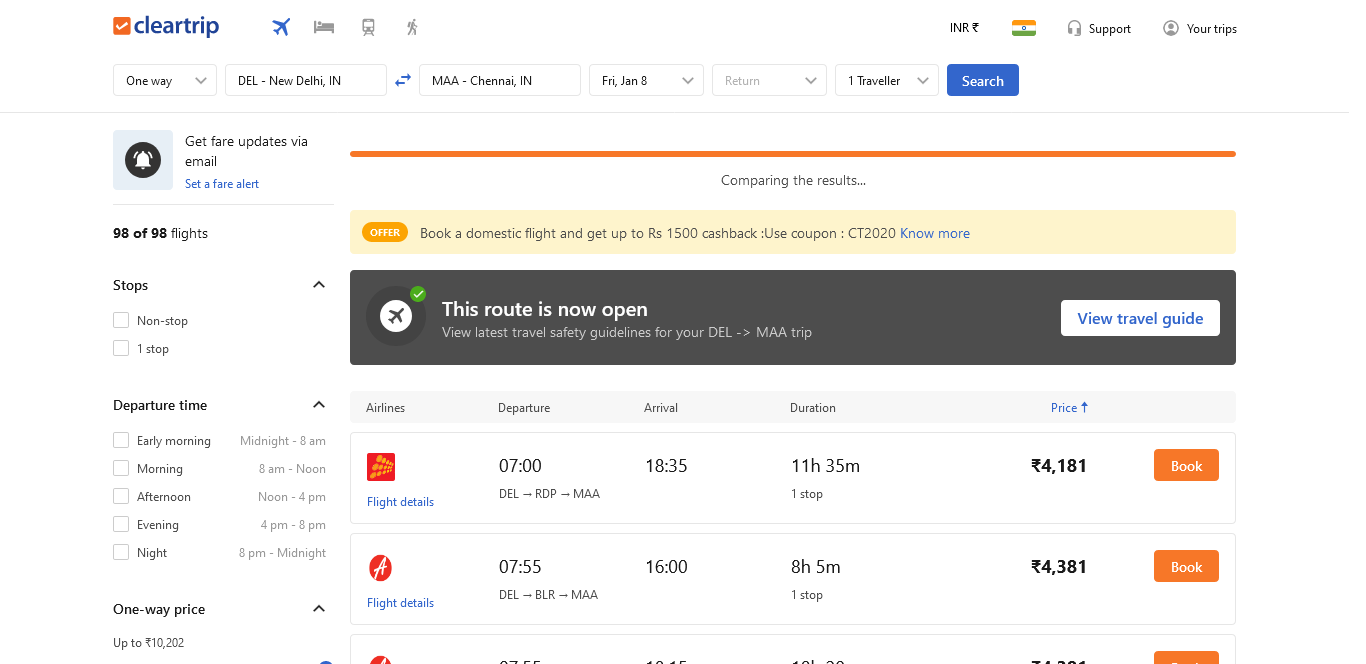 cleartrip
INR ₹
Support
Your trips
One way
DEL - New Delhi, IN
MAA - Chennai, IN
Fri, Jan 8
Return
1 Traveller
Search
Get fare updates via
email
Set a fare alert
98 of 98 flights
Stops
Non-stop
1 stop
Departure time
Early morning Midnight - 8 am
Morning 8 am - Noon
Afternoon Noon - 4 pm
Evening 4 pm - 8 pm
Night 8 pm - Midnight
One-way price
Up to ₹10,202
Comparing the results...
OFFER Book a domestic flight and get up to Rs 1500 cashback :Use coupon : CT2020 Know more
This route is now open
View latest travel safety guidelines for your DEL -> MAA trip
View travel guide
Airlines Departure Arrival Duration Price ↑
07:00 18:35 11h 35m ₹4,181 Book
DEL → RDP → MAA 1 stop
Flight details
07:55 16:00 8h 5m ₹4,381 Book
DEL → BLR → MAA 1 stop
Flight details